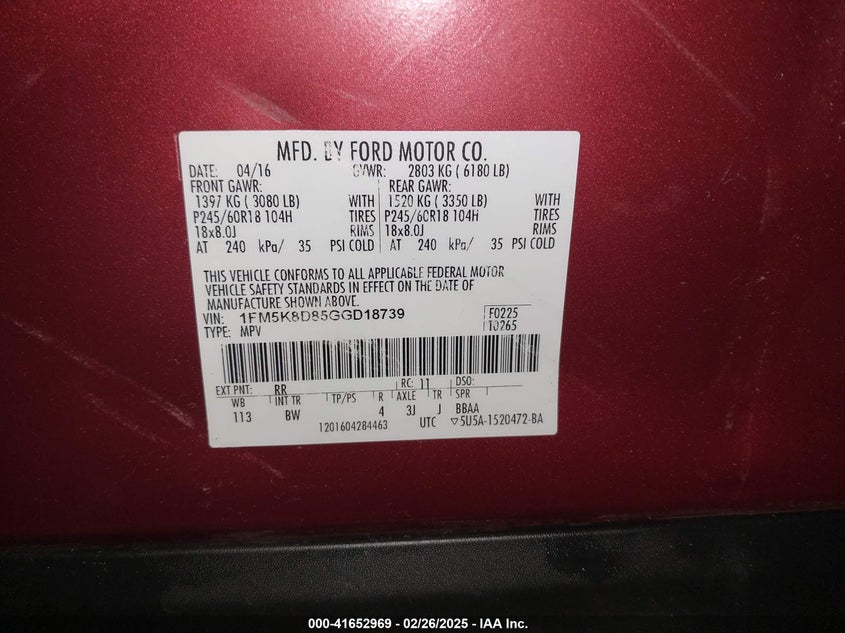 MFD. BY FORD MOTOR CO.
DATE: 04/16 GVWR: 2803 KG ( 6180 LB)
FRONT GAWR: REAR GAWR:
1397 KG ( 3080 LB) WITH 1520 KG ( 3350 LB) WITH
P245/60R18 104H TIRES P245/60R18 104H TIRES
18x8.0J RIMS 18x8.0J RIMS
AT 240 kPa/ 35 PSI COLD AT 240 kPa/ 35 PSI COLD
THIS VEHICLE CONFORMS TO ALL APPLICABLE FEDERAL MOTOR
VEHICLE SAFETY STANDARDS IN EFFECT ON THE DATE OF
MANUFACTURE SHOWN ABOVE.
VIN: 1FM5K8D85GGD18739 F0225
TYPE: MPV T0265
EXT PNT: RR RC: 11 DSO:
WB INT TR TP/PS R AXLE TR SPR
113 BW 4 3J J BBAA
1201604284463 UTC ▽5U5A-1520472-BA
000-41652969 - 02/26/2025 - IAA Inc.